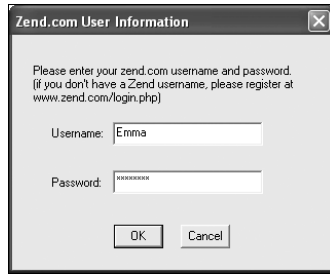 Zend.com User Information
Please enter your zend.com username and password.
(if you don't have a Zend username, please register at
www.zend.com/login.php)
Username: Emma
Password: ********
OK Cancel